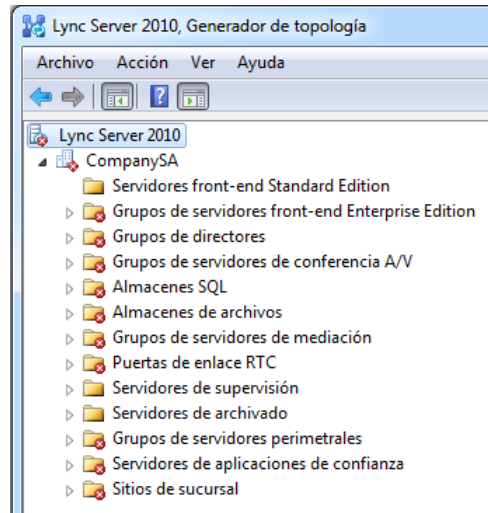 Lync Server 2010, Generador de topología
Archivo Acción Ver Ayuda
Lync Server 2010
CompanySA
Servidores front-end Standard Edition
Grupos de servidores front-end Enterprise Edition
Grupos de directores
Grupos de servidores de conferencia A/V
Almacenes SQL
Almacenes de archivos
Grupos de servidores de mediación
Puertas de enlace RTC
Servidores de supervisión
Servidores de archivado
Grupos de servidores perimetrales
Servidores de aplicaciones de confianza
Sitios de sucursal